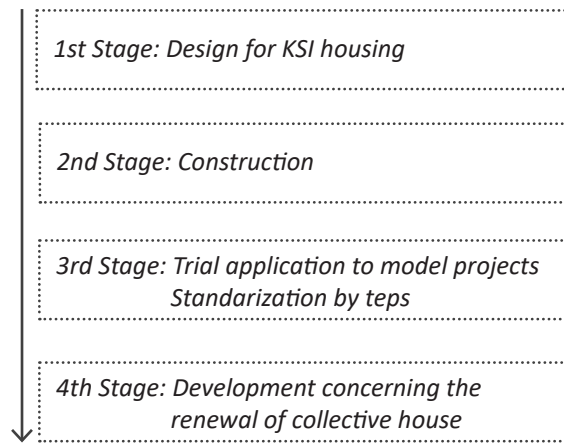 1st Stage: Design for KSI housing
2nd Stage: Construction
3rd Stage: Trial application to model projects
Standarization by teps
4th Stage: Development concerning the
renewal of collective house